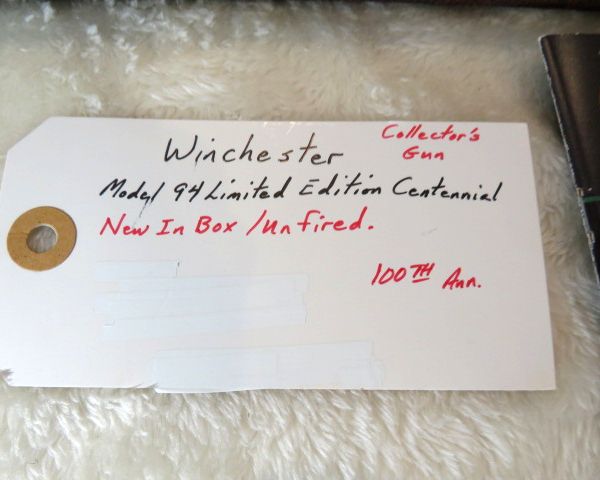 Winchester
Collector's
Gun
Model 94 Limited Edition Centennial
New In Box / Unfired.
100TH Ann.